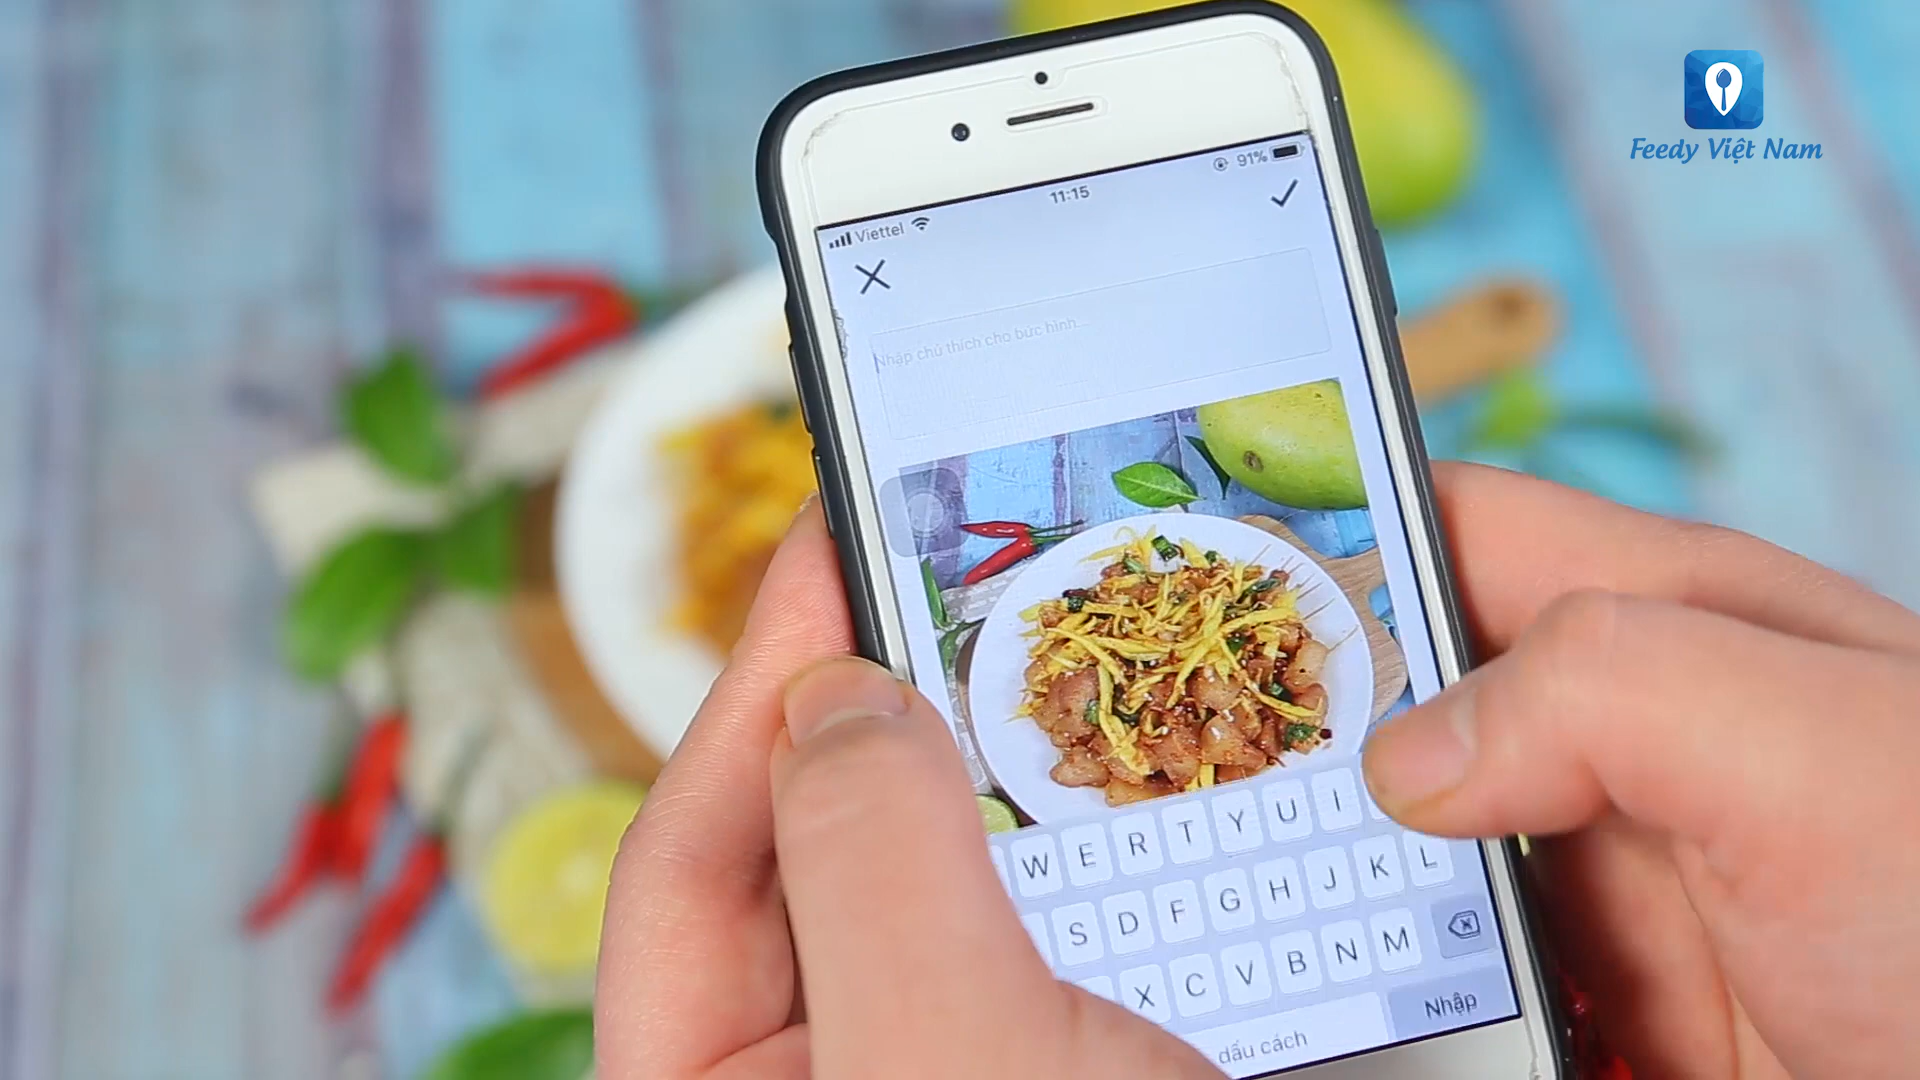 Feedy Việt Nam
Viettel
11:15
91%
Nhập chú thích cho bức hình...
W E R T Y U I
S D F G H J K L
X C V B N M
dấu cách
Nhập